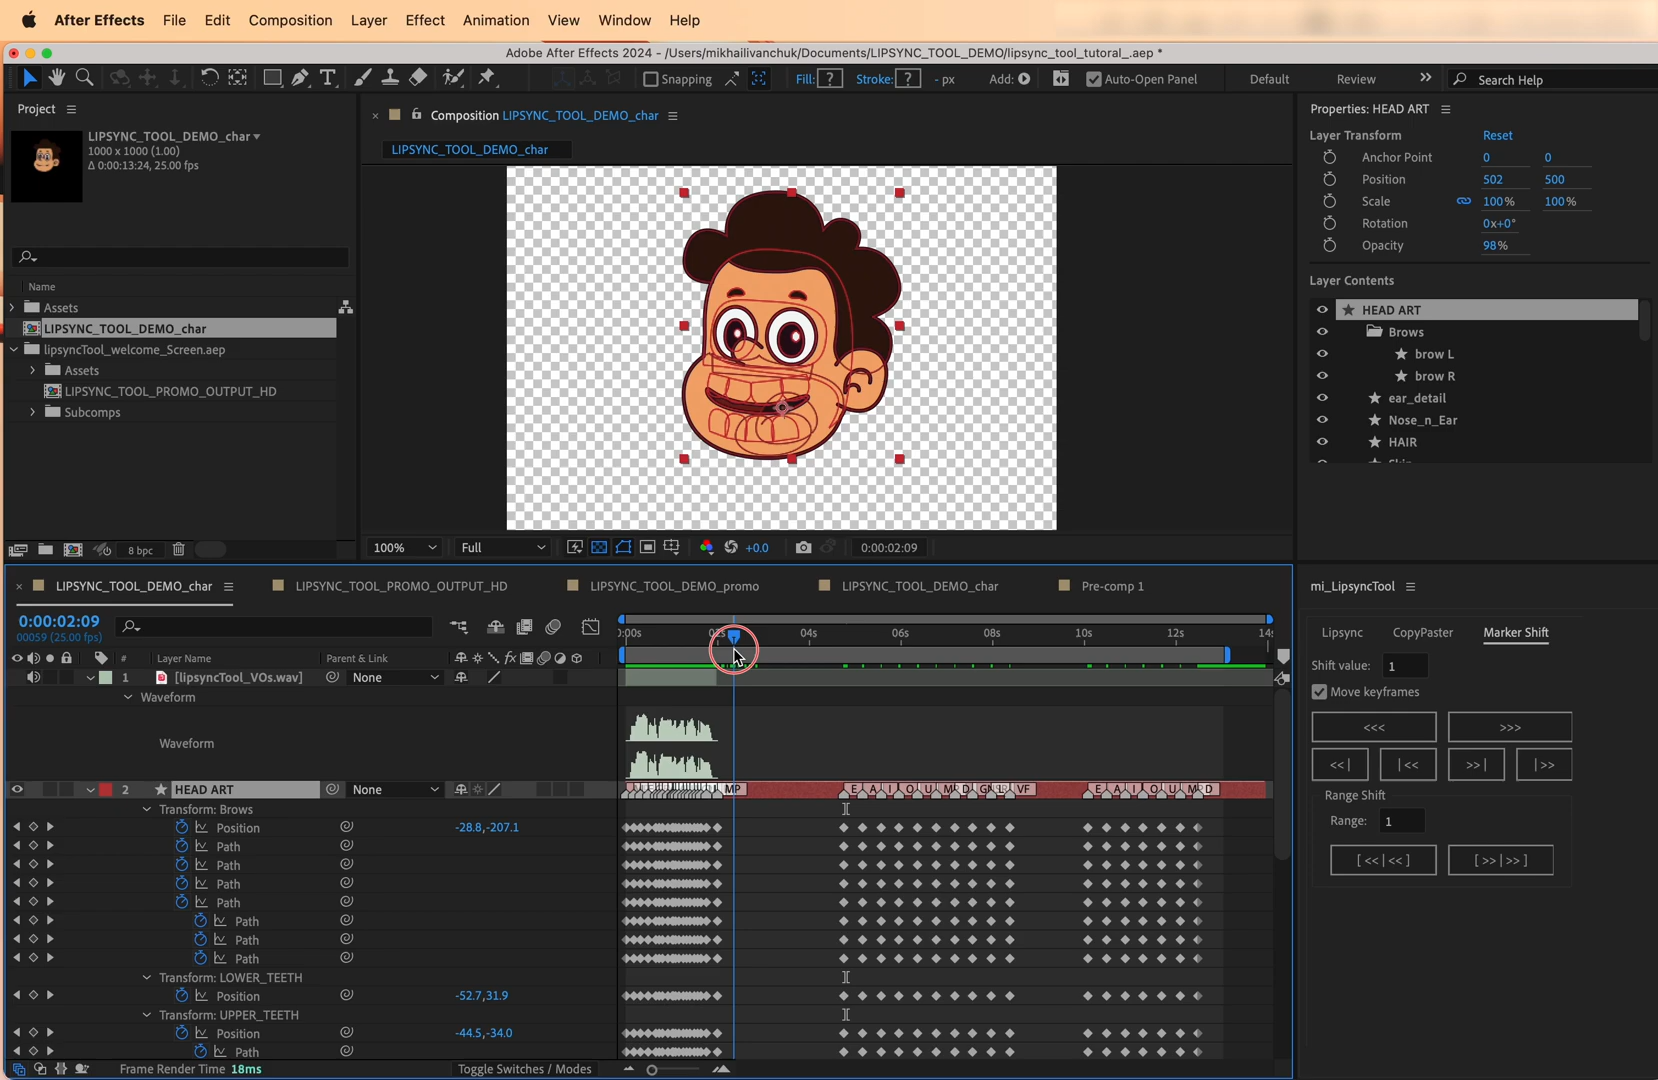 After Effects File Edit Composition Layer Effect Animation View Window Help
Adobe After Effects 2024 - /Users/mikhailivanchuk/Documents/LIPSYNC_TOOL_DEMO/lipsync_tool_tutoral_.aep *
Snapping Fill: ? Stroke: ? - px Add: Auto-Open Panel Default Review Search Help
Project
LIPSYNC_TOOL_DEMO_char
1000 x 1000 (1.00)
Δ 0:00:13:24, 25.00 fps
Name
Assets
LIPSYNC_TOOL_DEMO_char
lipsyncTool_welcome_Screen.aep
Assets
LIPSYNC_TOOL_PROMO_OUTPUT_HD
Subcomps
8 bpc
Composition LIPSYNC_TOOL_DEMO_char
LIPSYNC_TOOL_DEMO_char
100% Full +0.0 0:00:02:09
Properties: HEAD ART
Layer Transform Reset
Anchor Point 0 0
Position 502 500
Scale 100% 100%
Rotation 0x+0°
Opacity 98%
Layer Contents
HEAD ART
Brows
brow L
brow R
ear_detail
Nose_n_Ear
HAIR
LIPSYNC_TOOL_DEMO_char LIPSYNC_TOOL_PROMO_OUTPUT_HD LIPSYNC_TOOL_DEMO_promo LIPSYNC_TOOL_DEMO_char Pre-comp 1
0:00:02:09
00059 (25.00 fps)
04s 06s 08s 10s 12s
# Layer Name Parent & Link
1 [lipsyncTool_VOs.wav] None
Waveform
Waveform
2 HEAD ART None MP E A I O U M D VF E A I O U D
Transform: Brows
Position -28.8,-207.1
Path
Path
Path
Path
Path
Path
Path
Transform: LOWER_TEETH
Position -52.7,31.9
Transform: UPPER_TEETH
Position -44.5,-34.0
Path
Frame Render Time 18ms Toggle Switches / Modes
mi_LipsyncTool
Lipsync CopyPaster Marker Shift
Shift value: 1
Move keyframes
<<< >>>
<<| |<< >>| |>>
Range Shift
Range: 1
[<<|<<] [>>|>>]